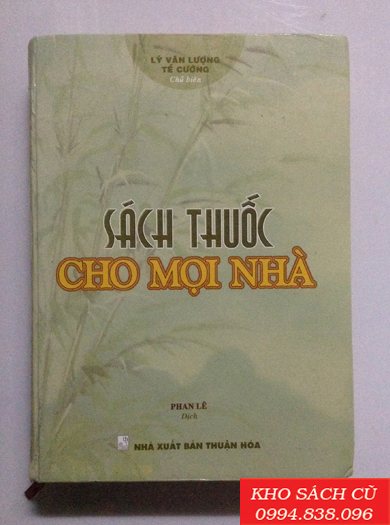 LÝ VĂN LƯỢNG
TỀ CƯỜNG
Chủ biên
SÁCH THUỐC
CHO MỌI NHÀ
PHAN LÊ
Dịch
NHÀ XUẤT BẢN THUẬN HÓA
KHO SÁCH CŨ
0994.838.096